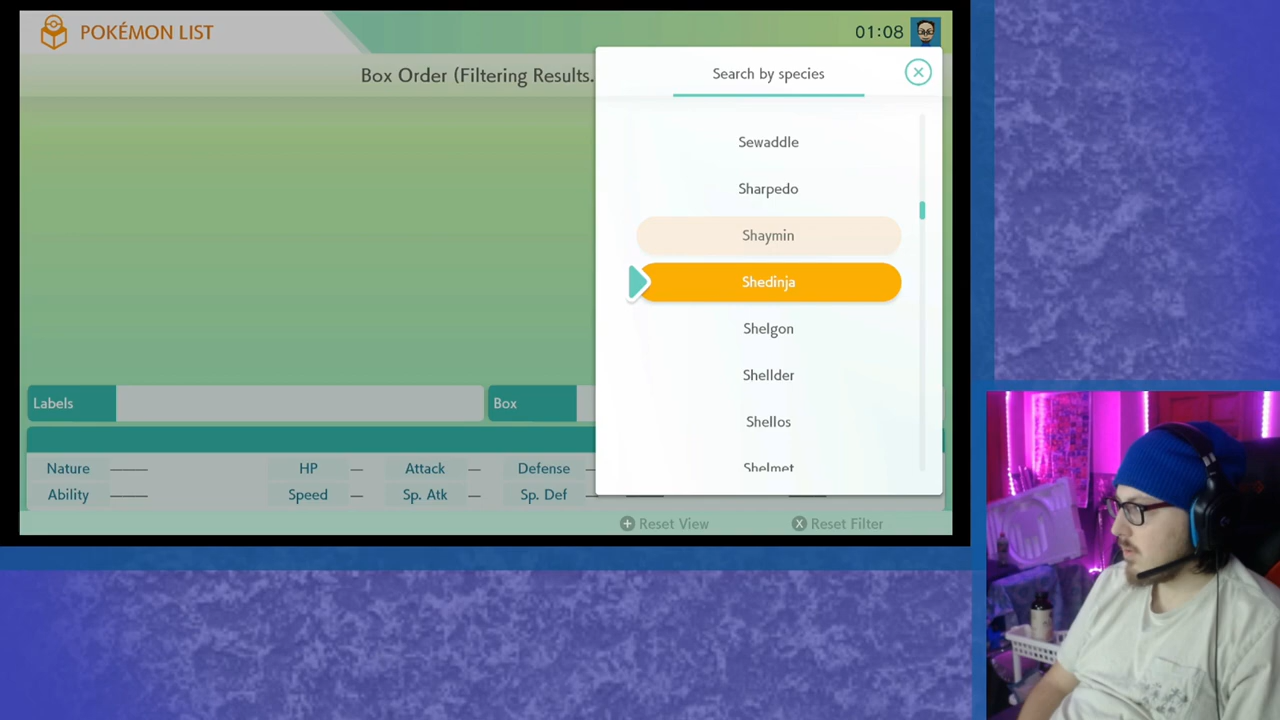 POKÉMON LIST
01:08
Box Order (Filtering Results.
Search by species
Sewaddle
Sharpedo
Shaymin
Shedinja
Shelgon
Shellder
Shellos
Shelmet
Labels
Box
Nature HP Attack Defense
Ability Speed Sp. Atk Sp. Def
+ Reset View X Reset Filter